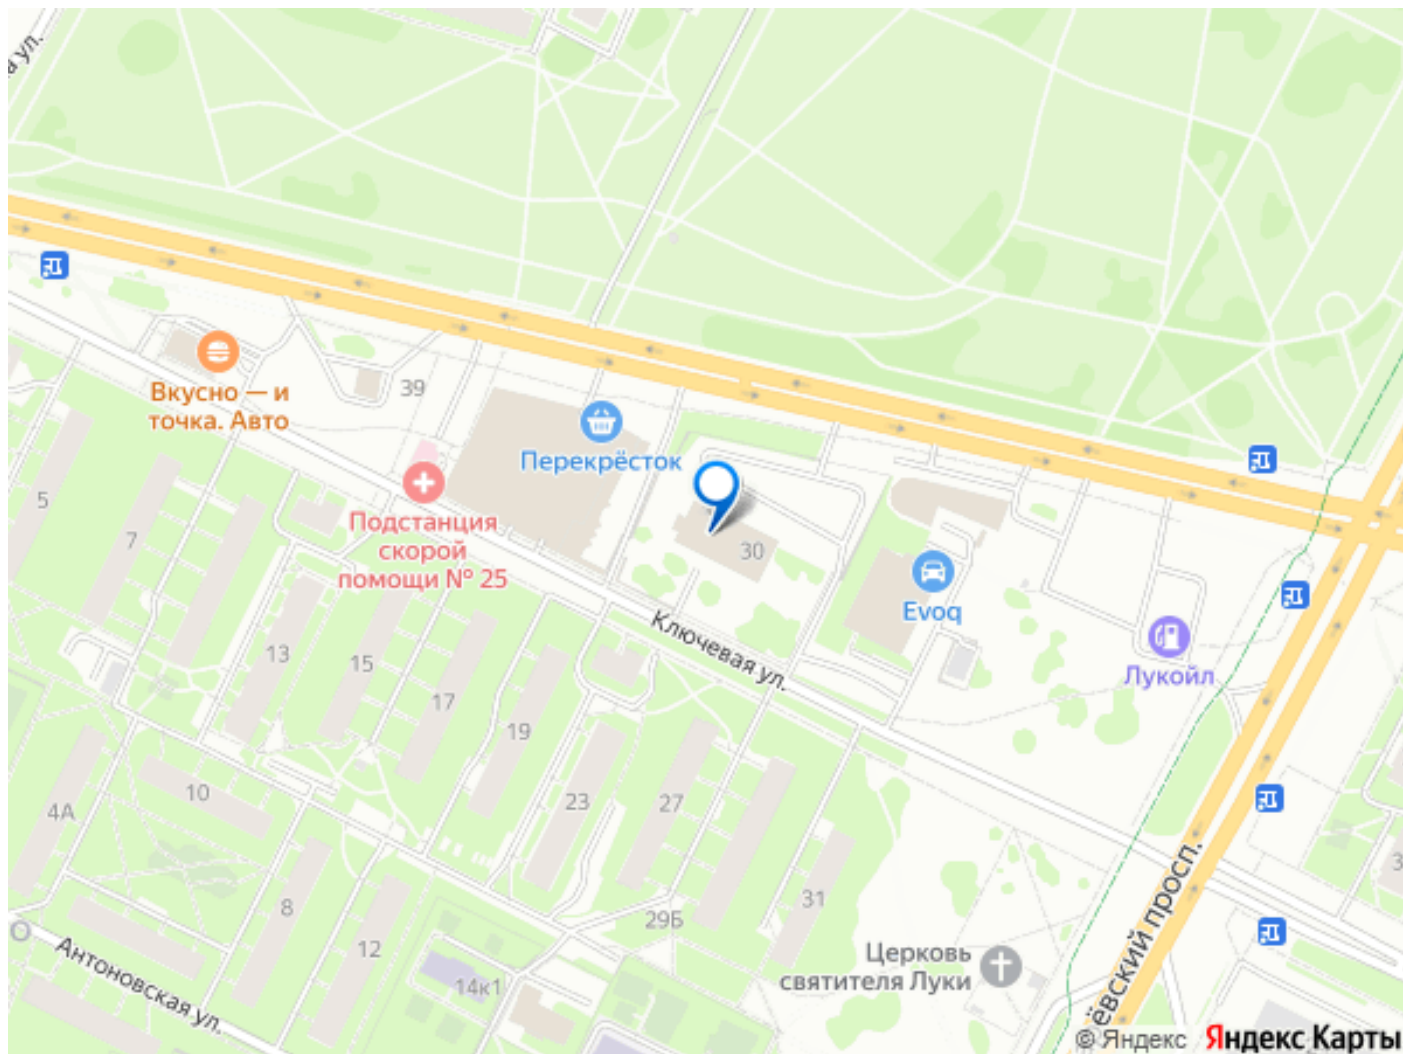 а ул.
Вкусно — и
точка. Авто
39
Перекрёсток
Подстанция
скорой
помощи № 25
30
Evoq
Лукойл
Ключевая ул.
5
7
13
15
17
19
10
4А
23
27
8
12
29Б
31
14к1
Антоновская ул.
Церковь
святителя Луки
ёвский просп.
3
© Яндекс Яндекс Карты